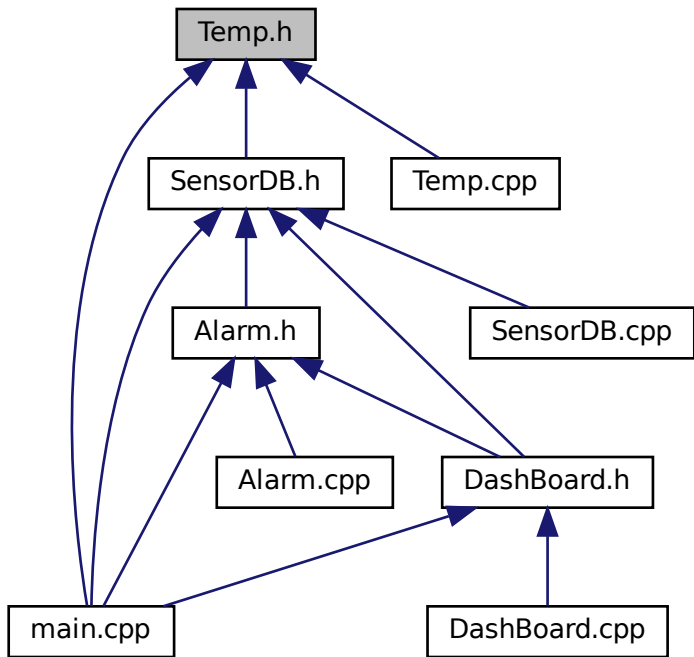 Temp.h
SensorDB.h
Temp.cpp
Alarm.h
SensorDB.cpp
Alarm.cpp
DashBoard.h
main.cpp
DashBoard.cpp